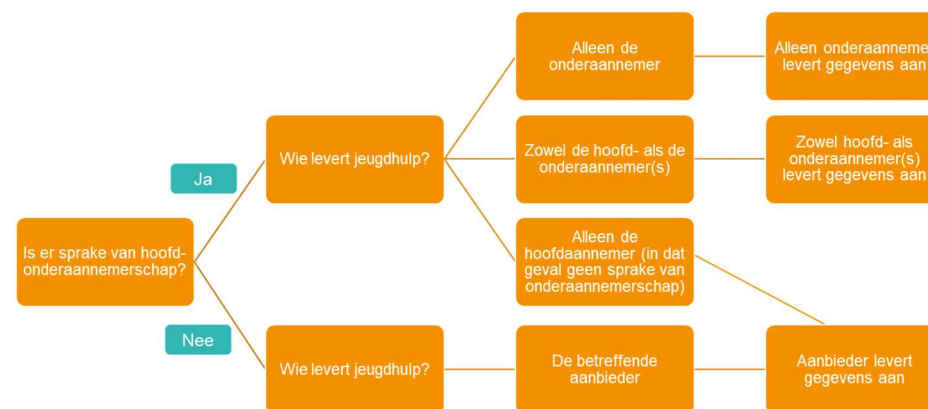 Alleen de
onderaannemer
Alleen onderaanneme
levert gegevens aan
Wie levert jeugdhulp?
Zowel de hoofd- als de
onderaannemer(s)
Zowel hoofd- als
onderaannemer(s)
levert gegevens aan
Ja
Is er sprake van hoofd-
onderaannemerschap?
Alleen de
hoofdaannemer (in dat
geval geen sprake van
onderaannemerschap)
Nee
Wie levert jeugdhulp?
De betreffende
aanbieder
Aanbieder levert
gegevens aan